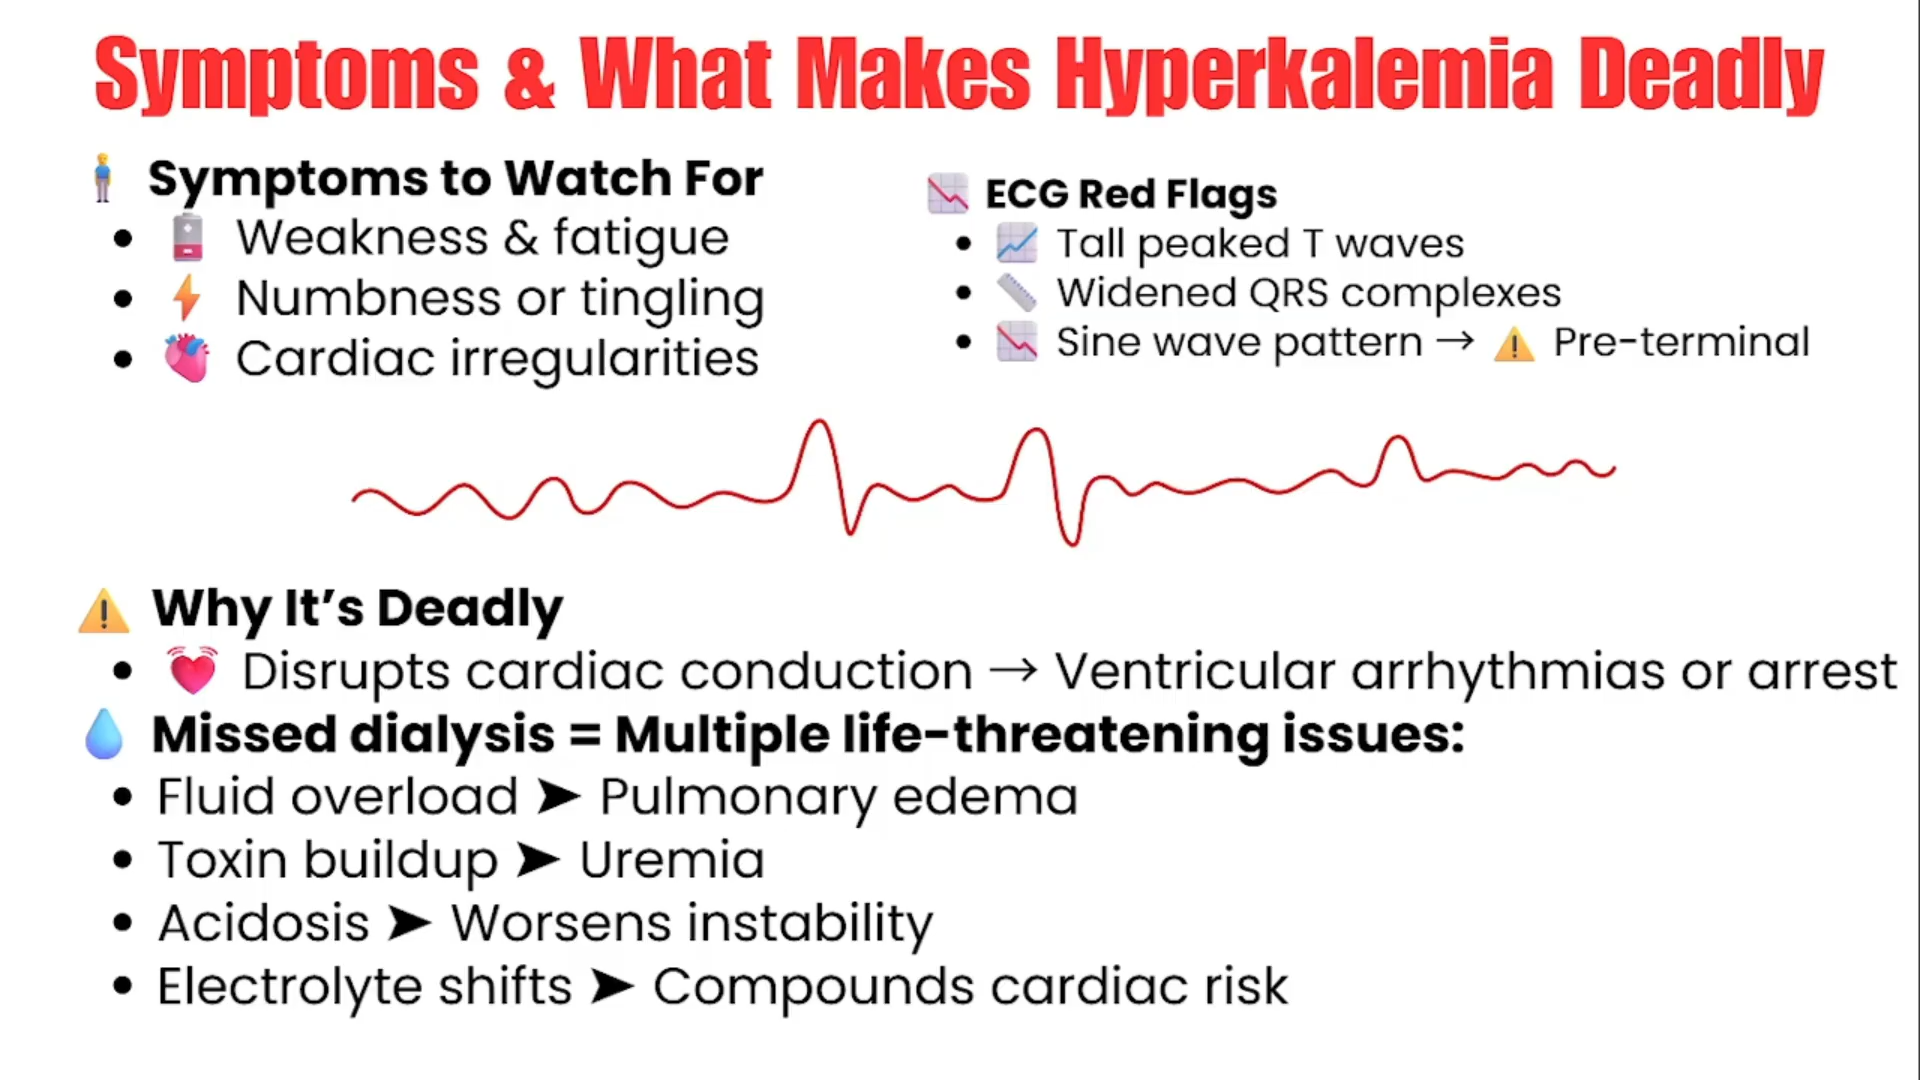 Symptoms & What Makes Hyperkalemia Deadly
Symptoms to Watch For
Weakness & fatigue
Numbness or tingling
Cardiac irregularities
ECG Red Flags
Tall peaked T waves
Widened QRS complexes
Sine wave pattern → ⚠️ Pre-terminal
Why It’s Deadly
Disrupts cardiac conduction → Ventricular arrhythmias or arrest
Missed dialysis = Multiple life-threatening issues:
Fluid overload ➤ Pulmonary edema
Toxin buildup ➤ Uremia
Acidosis ➤ Worsens instability
Electrolyte shifts ➤ Compounds cardiac risk